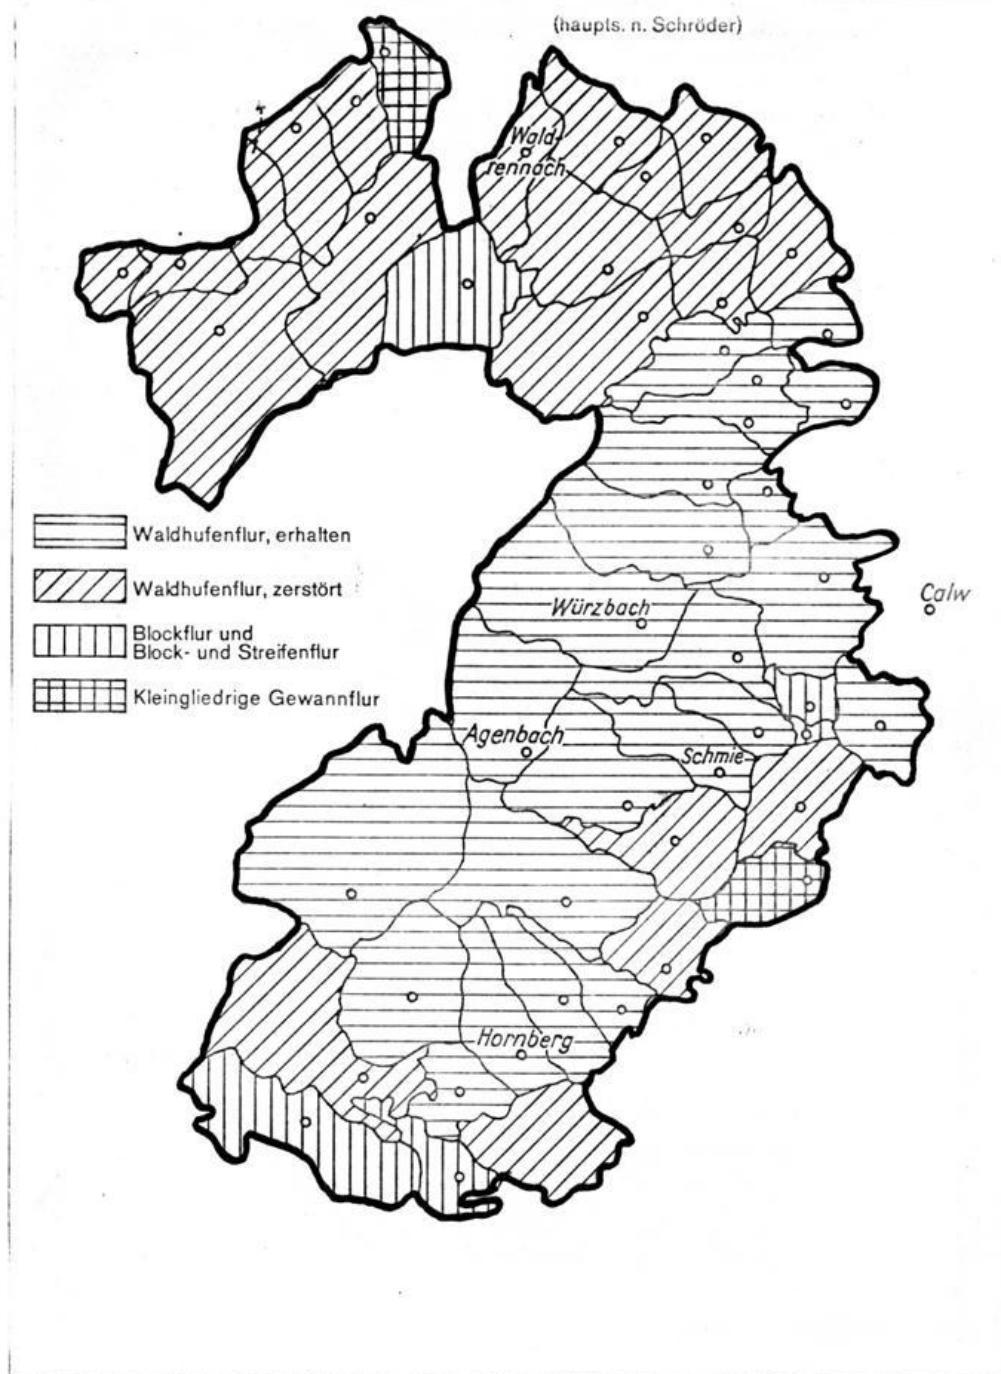 (haupts. n. Schröder)
Wald-
rennach
Waldhufenflur, erhalten
Waldhufenflur, zerstört
Blockflur und
Block- und Streifenflur
Kleingliedrige Gewannflur
Calw
Würzbach
Agenbach
Schmie
Hornberg